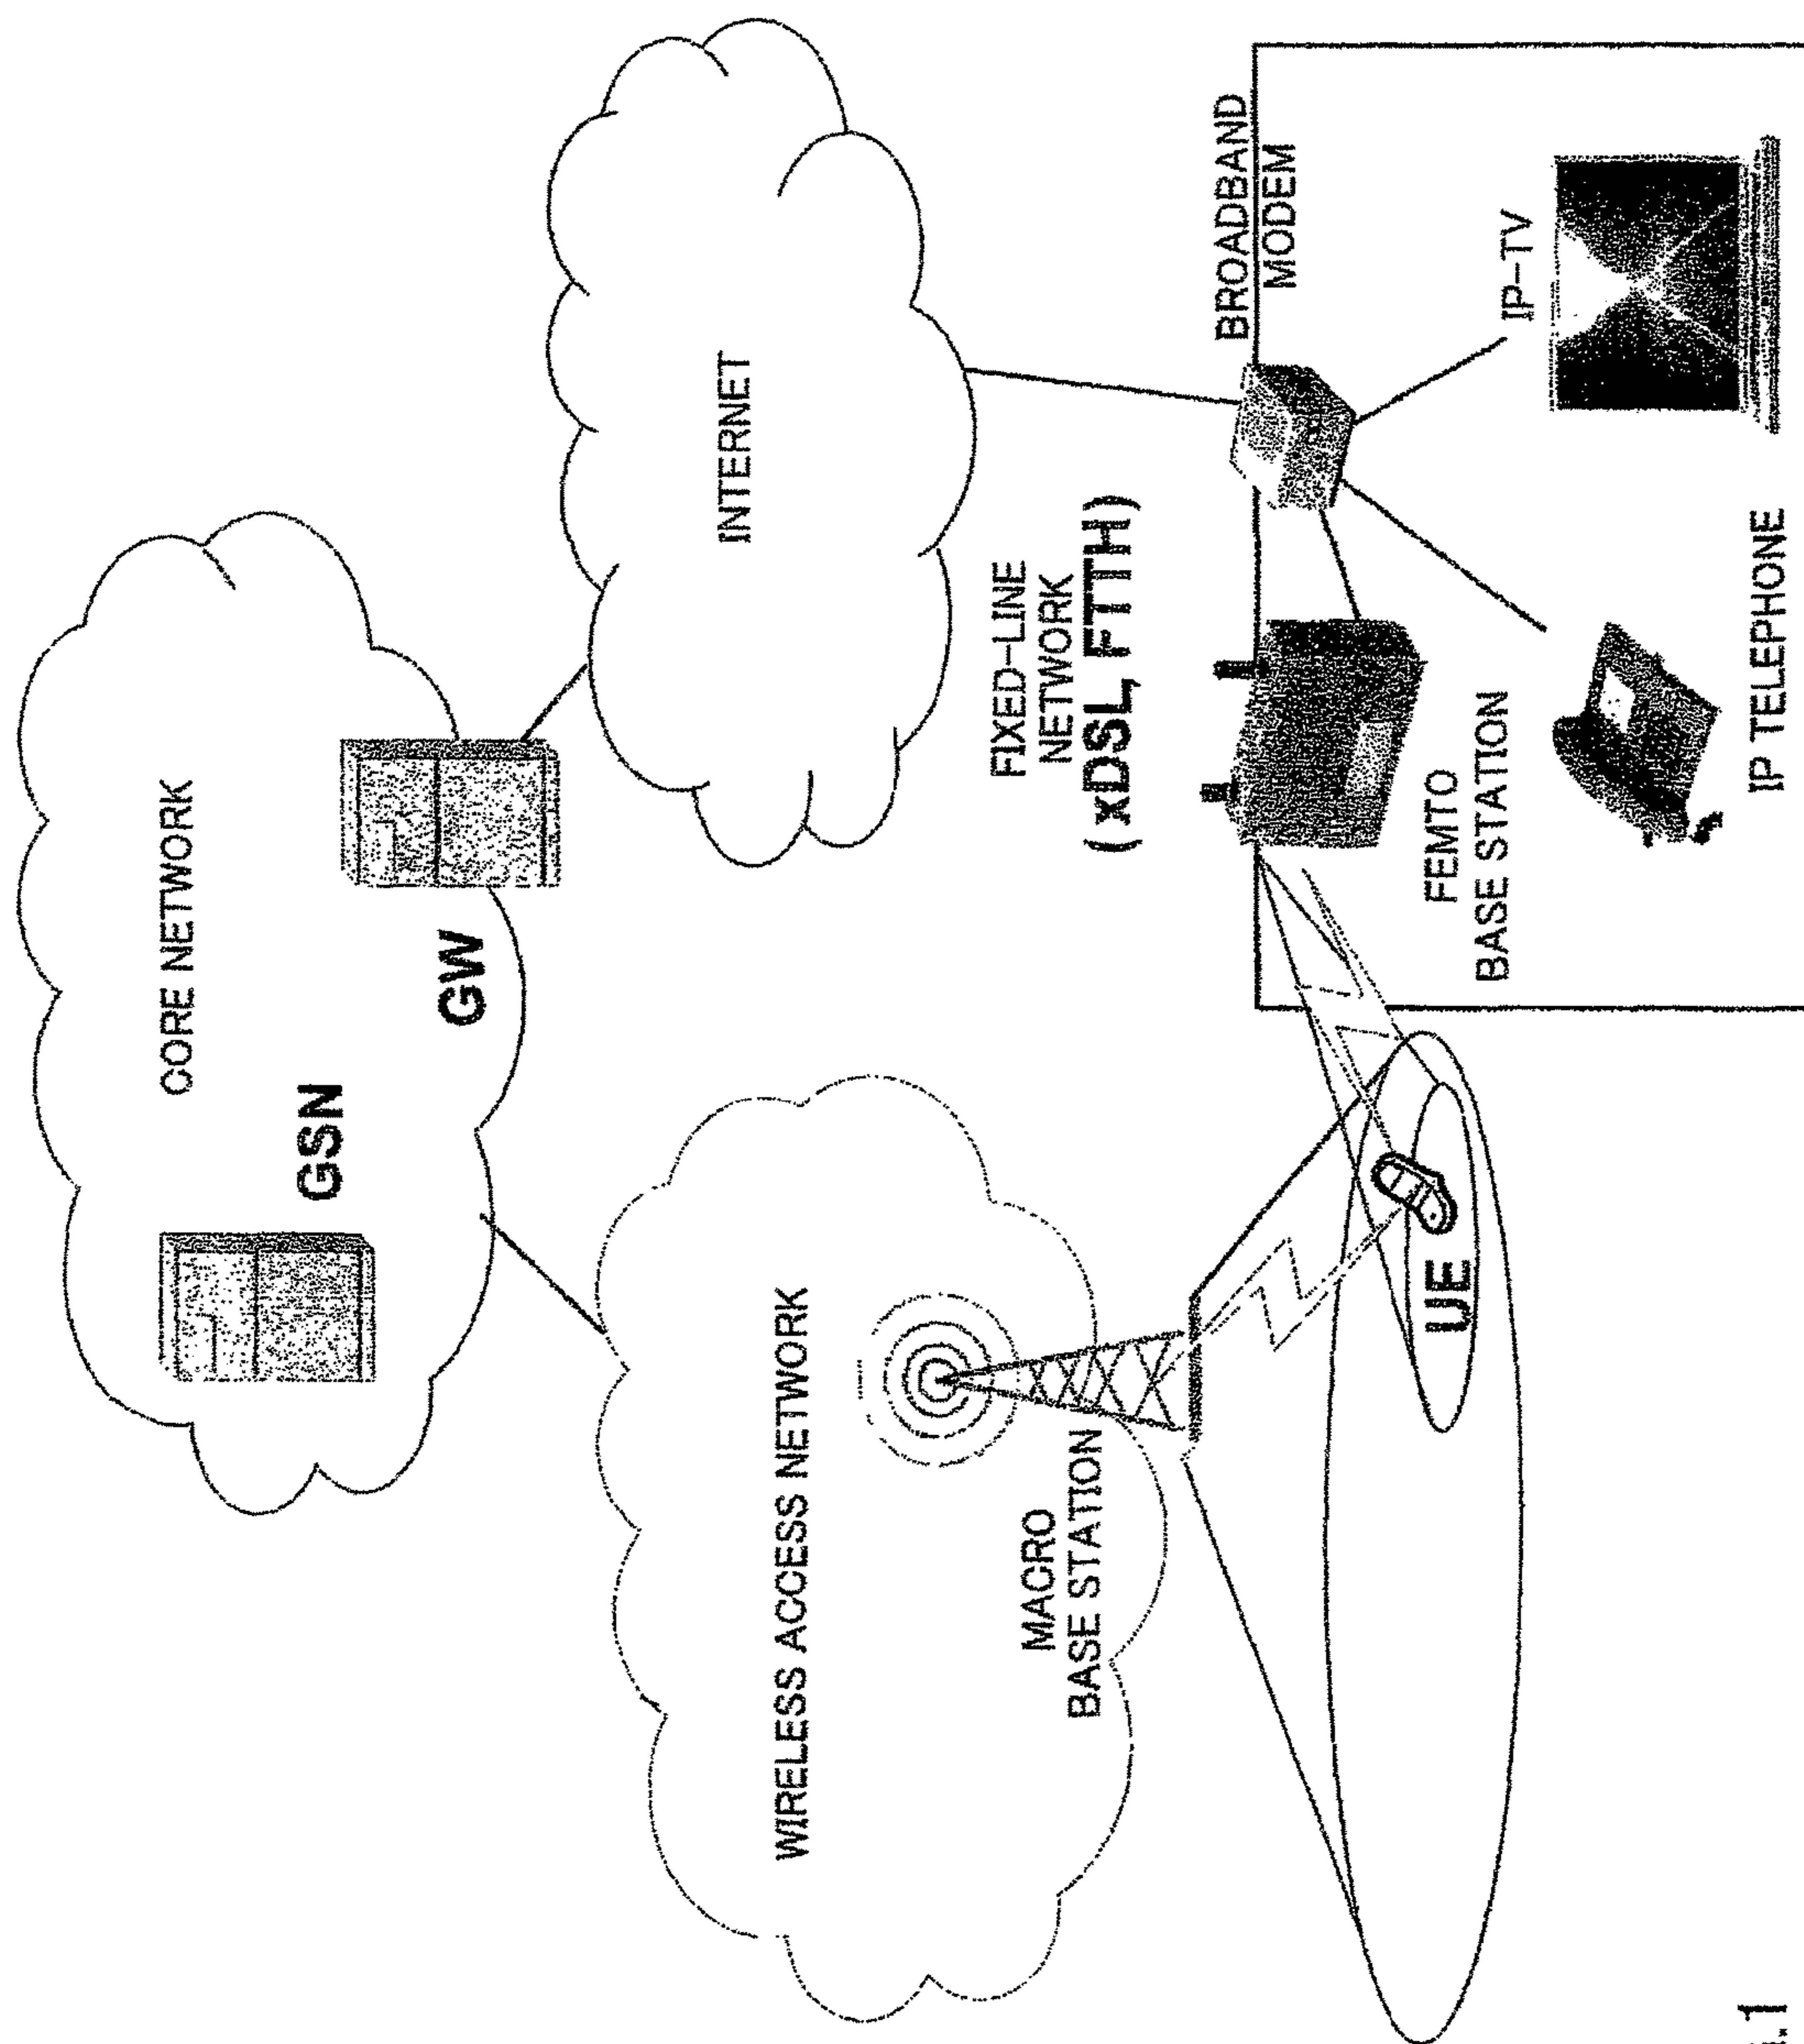 CORE NETWORK
GSN
GW
INTERNET
WIRELESS ACCESS NETWORK
MACRO
BASE STATION
FIXED-LINE
NETWORK
(xDSL, FTTH)
BROADBAND
MODEM
UE
FEMTO
BASE STATION
IP-TV
IP TELEPHONE
.1